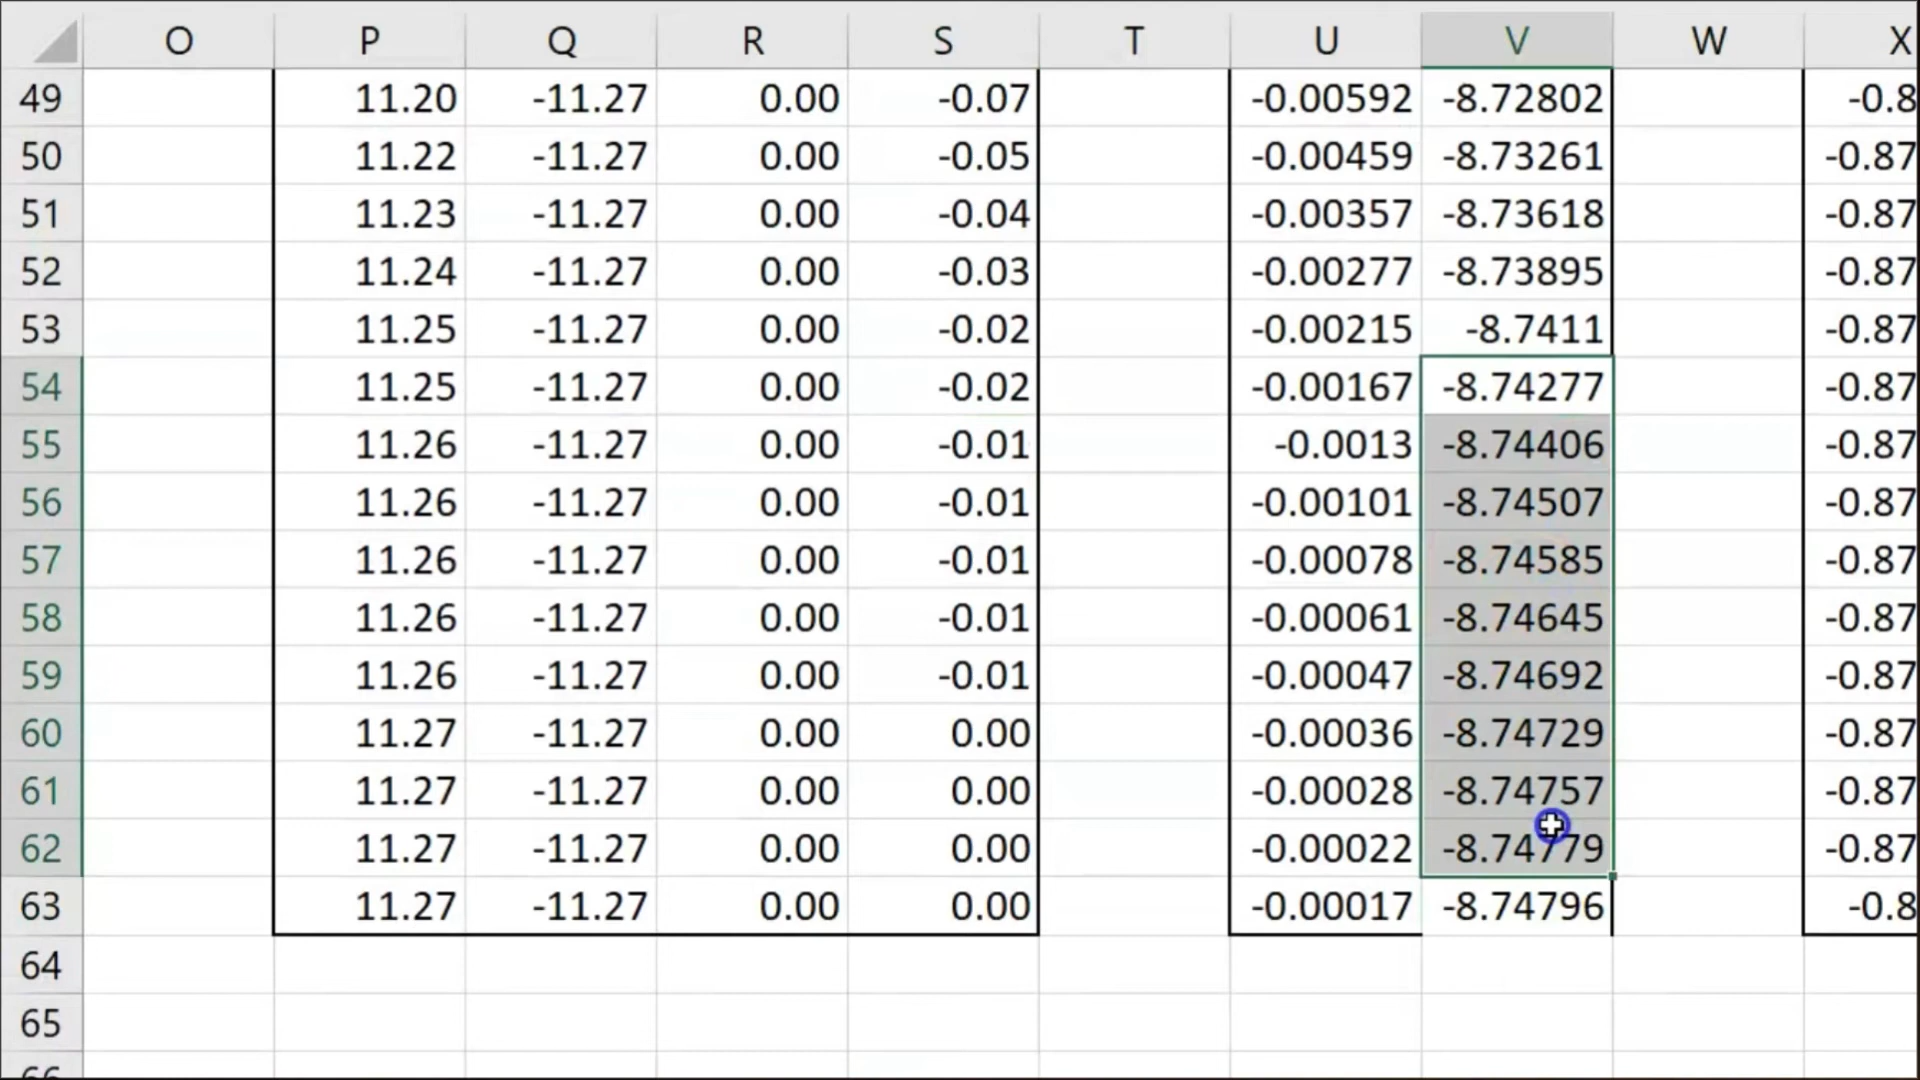 O P Q R S T U V W X
49 11.20 -11.27 0.00 -0.07 -0.00592 -8.72802 -0.8
50 11.22 -11.27 0.00 -0.05 -0.00459 -8.73261 -0.87
51 11.23 -11.27 0.00 -0.04 -0.00357 -8.73618 -0.87
52 11.24 -11.27 0.00 -0.03 -0.00277 -8.73895 -0.87
53 11.25 -11.27 0.00 -0.02 -0.00215 -8.7411 -0.87
54 11.25 -11.27 0.00 -0.02 -0.00167 -8.74277 -0.87
55 11.26 -11.27 0.00 -0.01 -0.0013 -8.74406 -0.87
56 11.26 -11.27 0.00 -0.01 -0.00101 -8.74507 -0.87
57 11.26 -11.27 0.00 -0.01 -0.00078 -8.74585 -0.87
58 11.26 -11.27 0.00 -0.01 -0.00061 -8.74645 -0.87
59 11.26 -11.27 0.00 -0.01 -0.00047 -8.74692 -0.87
60 11.27 -11.27 0.00 0.00 -0.00036 -8.74729 -0.87
61 11.27 -11.27 0.00 0.00 -0.00028 -8.74757 -0.87
62 11.27 -11.27 0.00 0.00 -0.00022 -8.74779 -0.87
63 11.27 -11.27 0.00 0.00 -0.00017 -8.74796 -0.8
64
65
66